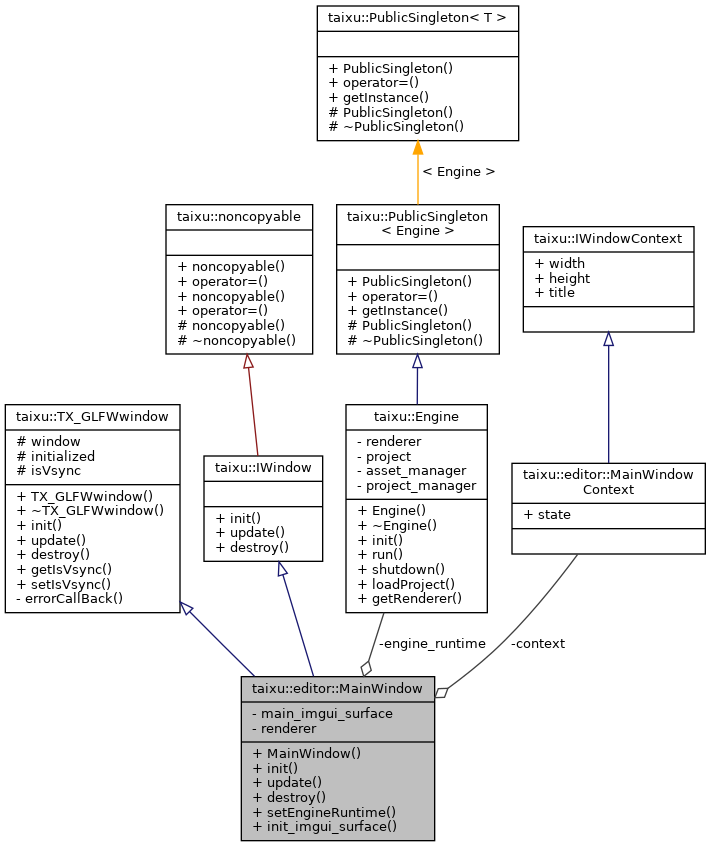 taixu::PublicSingleton< T >
+ PublicSingleton()
+ operator=()
+ getInstance()
# PublicSingleton()
# ~PublicSingleton()
< Engine >
taixu::noncopyable
+ noncopyable()
+ operator=()
+ noncopyable()
+ operator=()
# noncopyable()
# ~noncopyable()
taixu::PublicSingleton
< Engine >
+ PublicSingleton()
+ operator=()
+ getInstance()
# PublicSingleton()
# ~PublicSingleton()
taixu::IWindowContext
+ width
+ height
+ title
taixu::TX_GLFWwindow
# window
# initialized
# isVsync
+ TX_GLFWwindow()
+ ~TX_GLFWwindow()
+ init()
+ update()
+ destroy()
+ getIsVsync()
+ setIsVsync()
- errorCallBack()
taixu::IWindow
+ init()
+ update()
+ destroy()
taixu::Engine
- renderer
- project
- asset_manager
- project_manager
+ Engine()
+ ~Engine()
+ init()
+ run()
+ shutdown()
+ loadProject()
+ getRenderer()
taixu::editor::MainWindow
Context
+ state
-engine_runtime
-context
taixu::editor::MainWindow
- main_imgui_surface
- renderer
+ MainWindow()
+ init()
+ update()
+ destroy()
+ setEngineRuntime()
+ init_imgui_surface()